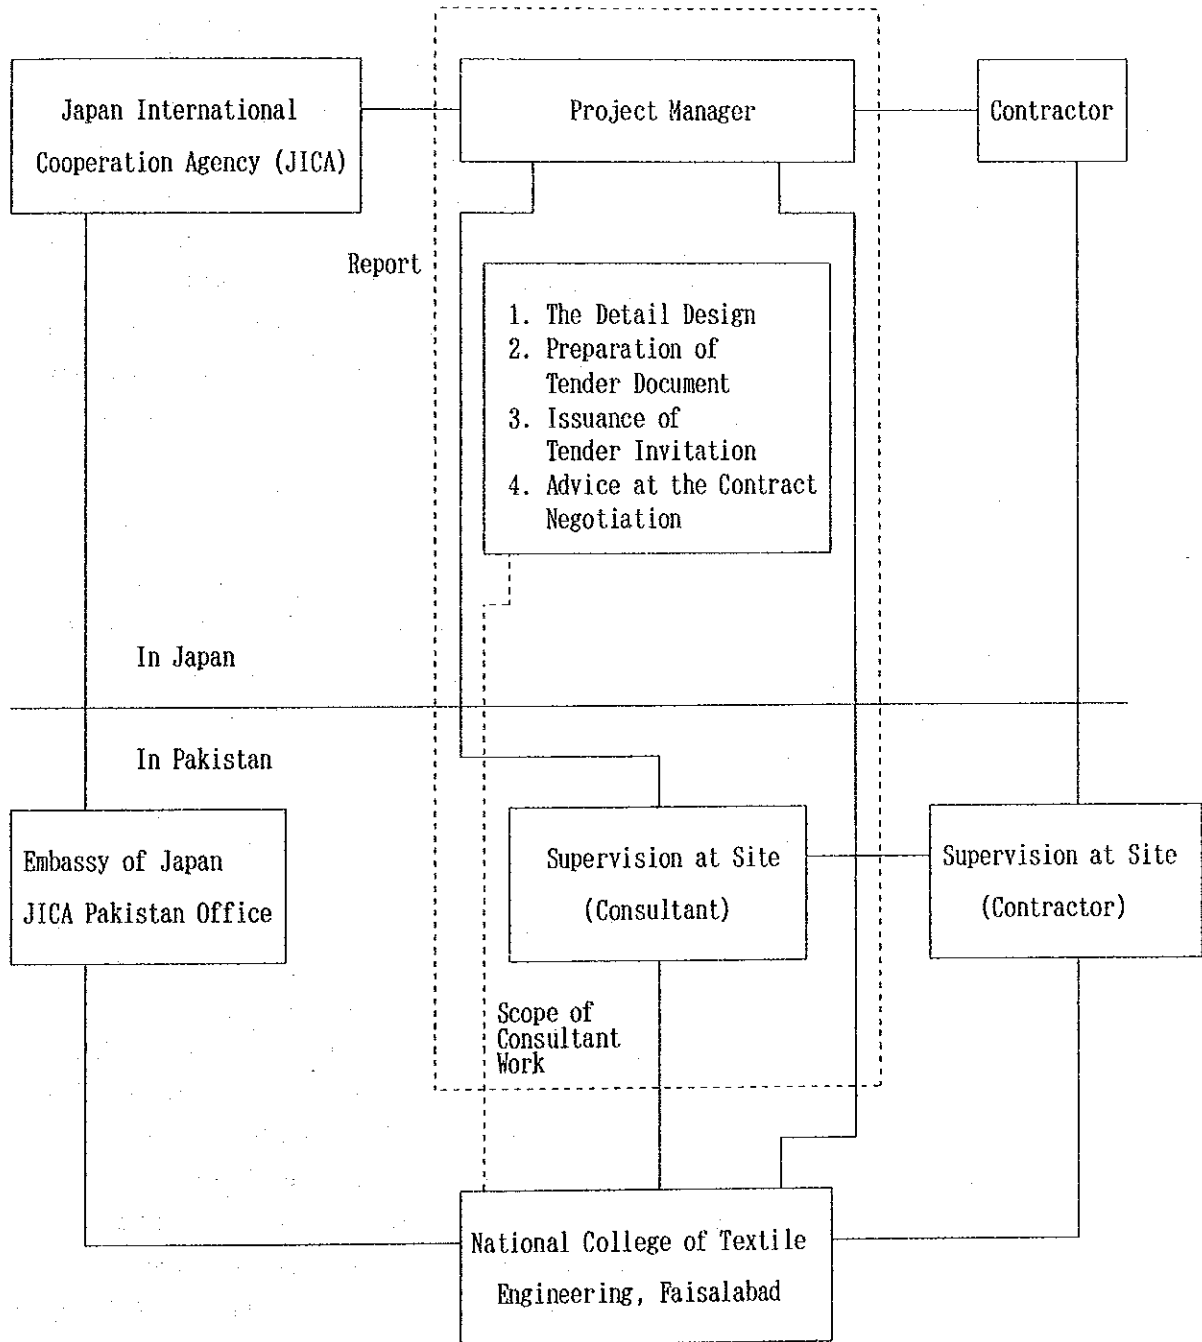 Japan International
Cooperation Agency (JICA)
Project Manager
Contractor
Report
1. The Detail Design
2. Preparation of
Tender Document
3. Issuance of
Tender Invitation
4. Advice at the Contract
Negotiation
In Japan
In Pakistan
Embassy of Japan
JICA Pakistan Office
Supervision at Site
(Consultant)
Supervision at Site
(Contractor)
Scope of
Consultant
Work
National College of Textile
Engineering, Faisalabad